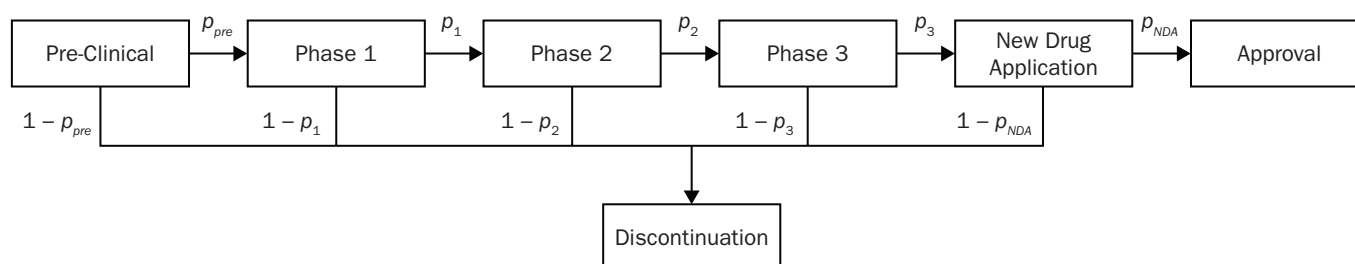 p_pre p_1 p_2 p_3 p_NDA
Pre-Clinical Phase 1 Phase 2 Phase 3 New Drug
Application Approval
1 – p_pre 1 – p_1 1 – p_2 1 – p_3 1 – p_NDA
Discontinuation